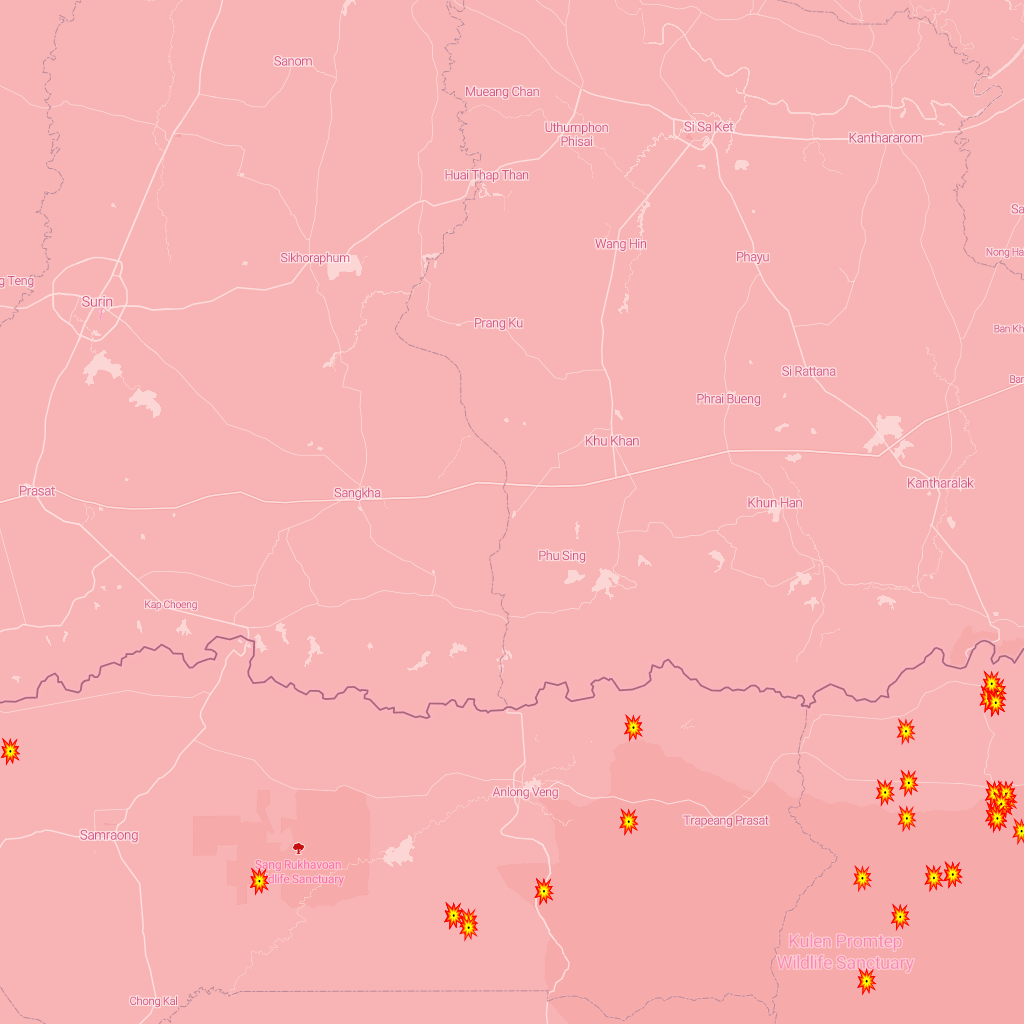 Sanom
Mueang Chan
Uthumphon
Phisai
Si Sa Ket
Kanthararom
Huai Thap Than
Wang Hin
Phayu
Nong Ha
Sikhoraphum
g Teng
Surin
Prang Ku
Ban Kh
Si Rattana
Ban
Phrai Bueng
Khu Khan
Prasat
Sangkha
Kantharalak
Khun Han
Phu Sing
Kap Choeng
Anlong Veng
Trapeang Prasat
Samraong
Sang Rukhavoan
ildlife Sanctuary
Kulen Promtep
Wildlife Sanctuary
Chong Kal